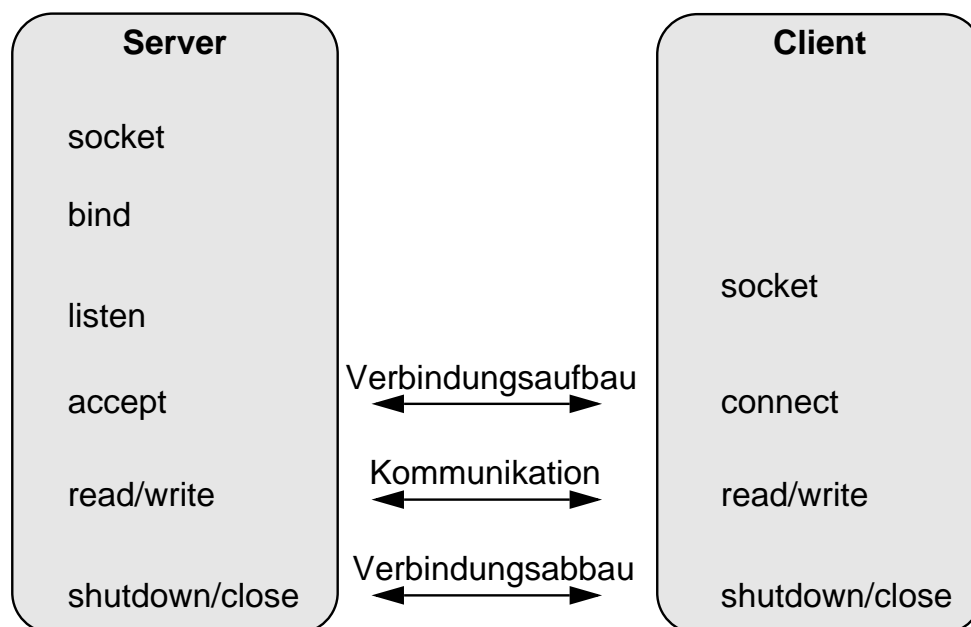 Server
socket
bind
listen
accept
read/write
shutdown/close
Verbindungsaufbau
Kommunikation
Verbindungsabbau
Client
socket
connect
read/write
shutdown/close